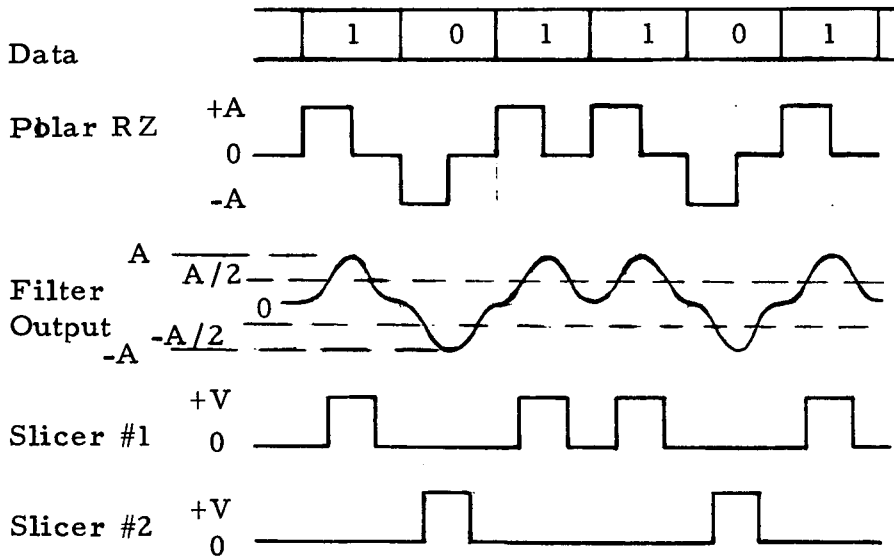 Data 1 0 1 1 0 1
Polar RZ
+A
0
-A
A
A/2
Filter
Output
0
-A/2
-A
Slicer #1
+V
0
Slicer #2
+V
0